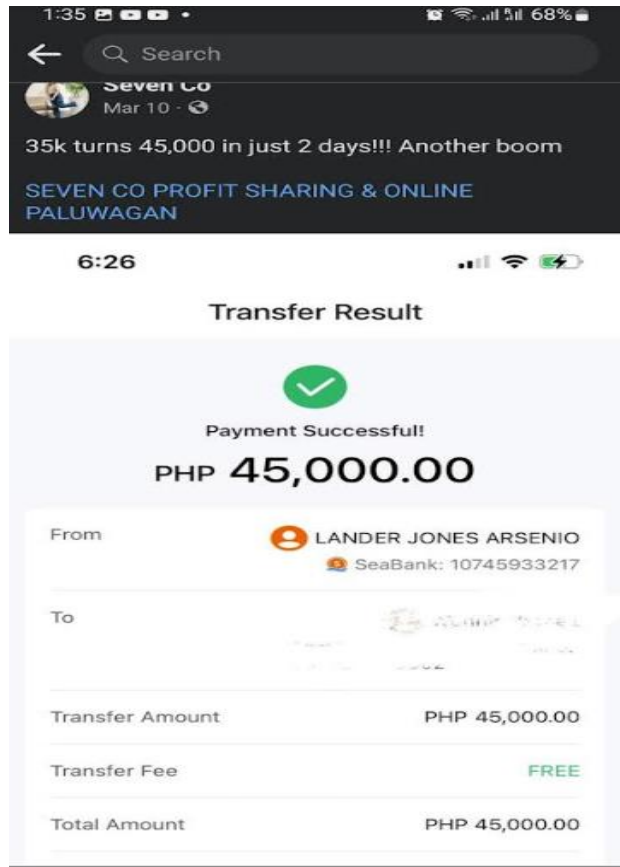 1:35
68%
Search
Seven Co
Mar 10 ·
35k turns 45,000 in just 2 days!!! Another boom
SEVEN CO PROFIT SHARING & ONLINE
PALUWAGAN
6:26
Transfer Result
Payment Successful!
PHP 45,000.00
From
LANDER JONES ARSENIO
SeaBank: 10745933217
To
Transfer Amount PHP 45,000.00
Transfer Fee FREE
Total Amount PHP 45,000.00